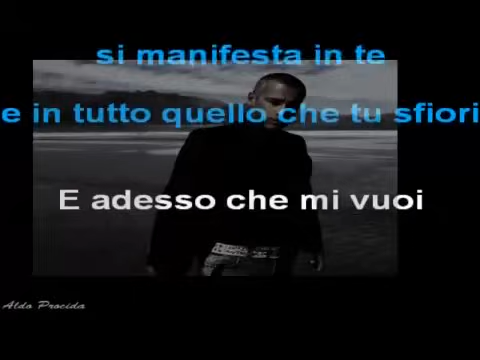 si manifesta in te
e in tutto quello che tu sfiori
E adesso che mi vuoi
Aldo Procida